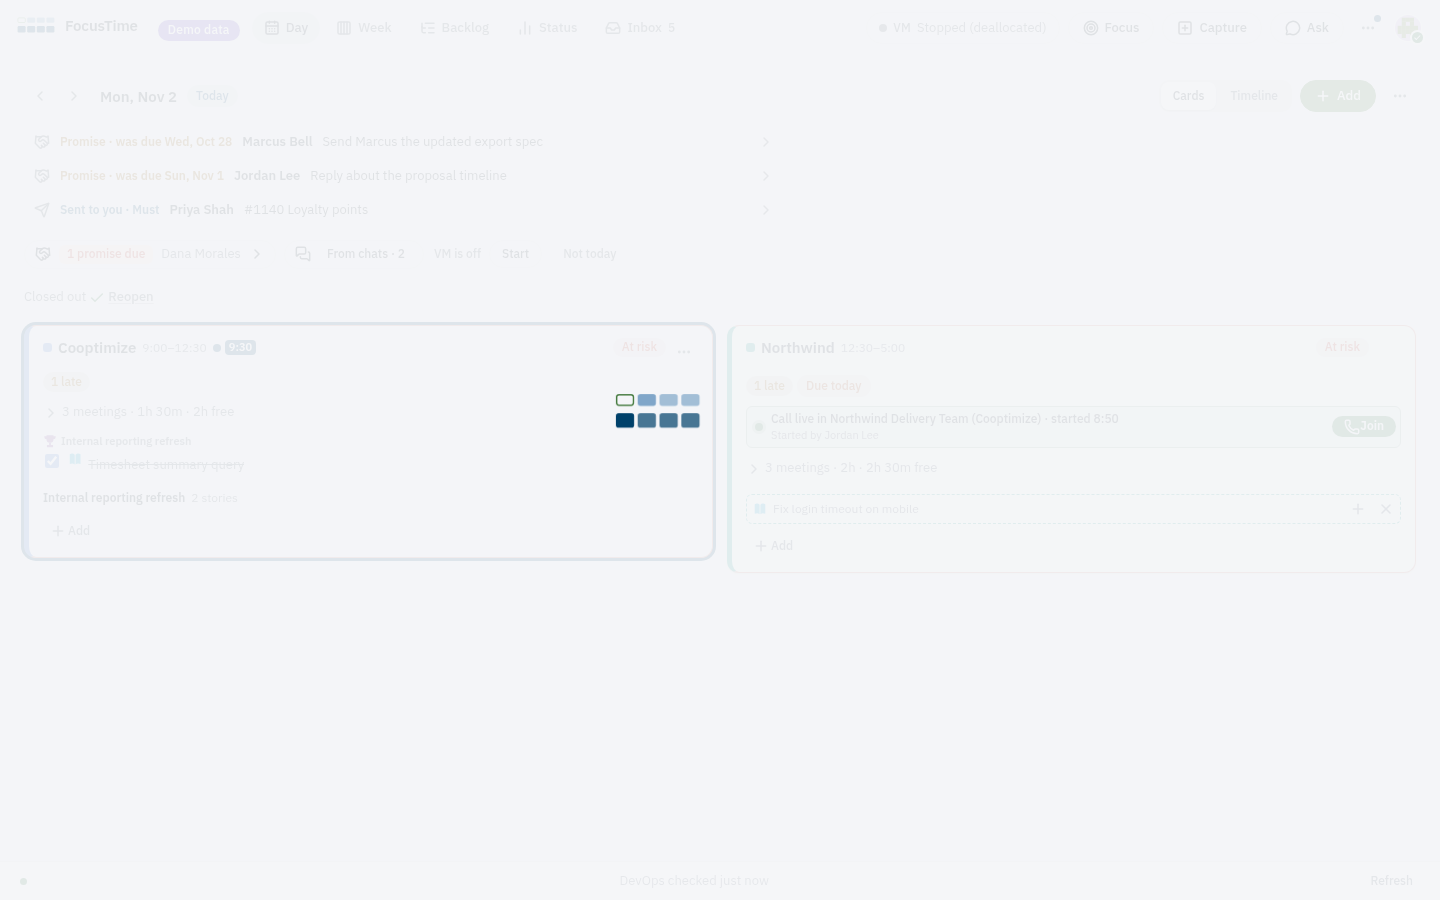 FocusTime
Demo data
Day
Week
Backlog
Status
Inbox 5
VM Stopped (deallocated)
Focus
Capture
Ask
Mon, Nov 2
Today
Cards
Timeline
Add
Promise · was due Wed, Oct 28 Marcus Bell Send Marcus the updated export spec
Promise · was due Sun, Nov 1 Jordan Lee Reply about the proposal timeline
Sent to you · Must Priya Shah #1140 Loyalty points
1 promise due Dana Morales
From chats · 2
VM is off
Start
Not today
Closed out Reopen
Cooptimize 9:00–12:30 9:30
At risk
1 late
3 meetings · 1h 30m · 2h free
Internal reporting refresh
Timesheet summary query
Internal reporting refresh 2 stories
Add
Northwind 12:30–5:00
At risk
1 late
Due today
Call live in Northwind Delivery Team (Cooptimize) · started 8:50
Started by Jordan Lee
Join
3 meetings · 2h · 2h 30m free
Fix login timeout on mobile
Add
DevOps checked just now
Refresh